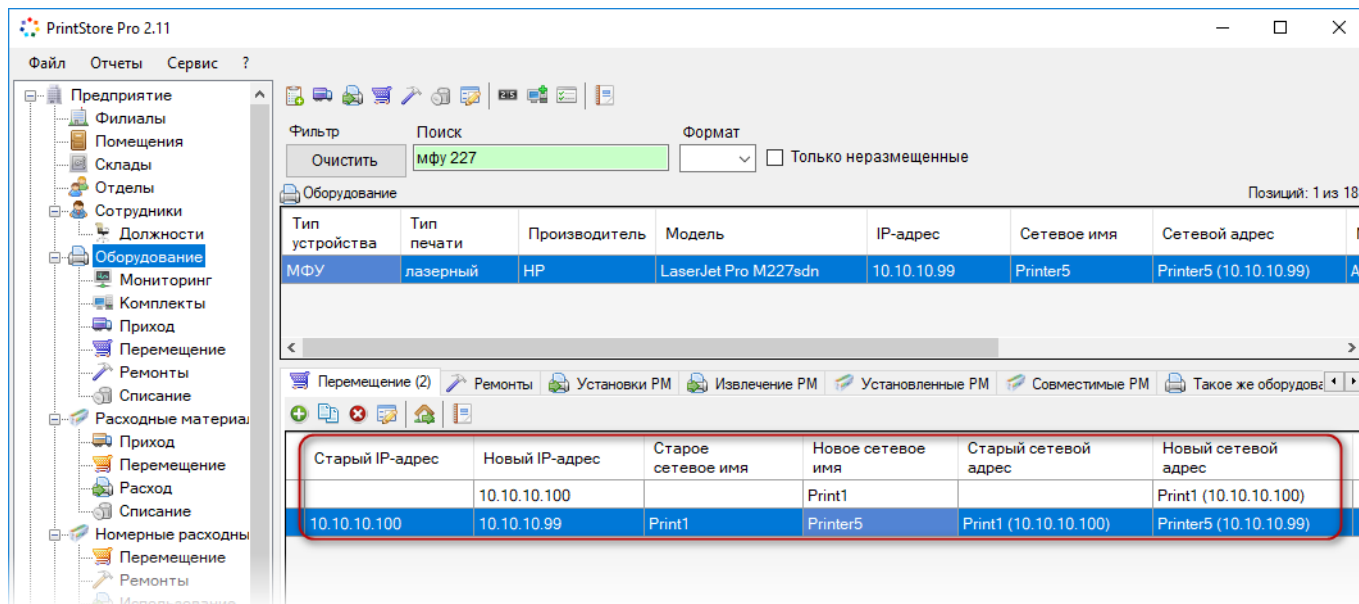 PrintStore Pro 2.11
Файл Отчеты Сервис ?
Предприятие
Филиалы
Помещения
Склады
Отделы
Сотрудники
Должности
Оборудование
Мониторинг
Комплекты
Приход
Перемещение
Ремонты
Списание
Расходные материал
Приход
Перемещение
Расход
Списание
Номерные расходны
Перемещение
Ремонты
Использование
Фильтр Поиск Формат
Очистить мфу 227 Только неразмещенные
Оборудование Позиций: 1 из 18
Тип устройства Тип печати Производитель Модель IP-адрес Сетевое имя Сетевой адрес
МФУ лазерный HP LaserJet Pro M227sdn 10.10.10.99 Printer5 Printer5 (10.10.10.99) A
Перемещение (2) Ремонты Установки РМ Извлечение РМ Установленные РМ Совместимые РМ Такое же оборудова
Старый IP-адрес Новый IP-адрес Старое сетевое имя Новое сетевое имя Старый сетевой адрес Новый сетевой адрес
10.10.10.100 Print1 Print1 (10.10.10.100)
10.10.10.100 10.10.10.99 Print1 Printer5 Print1 (10.10.10.100) Printer5 (10.10.10.99)